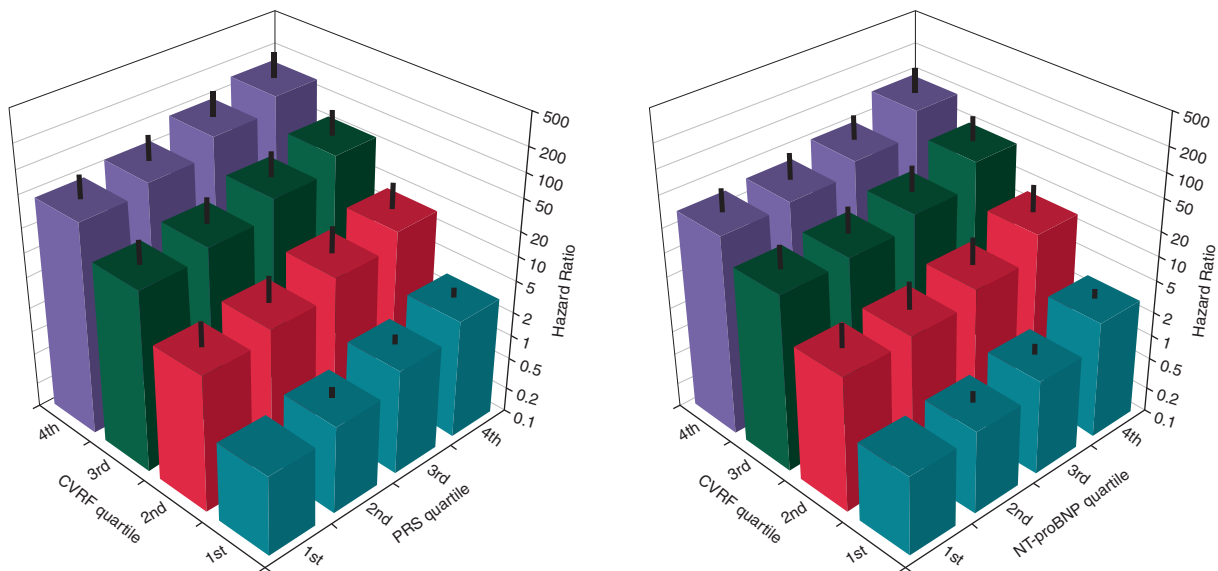 500
200
100
50
20
10
5
2
1
0.5
0.2
0.1
Hazard Ratio
4th
3rd
2nd
1st
CVRF quartile
1st
2nd
3rd
4th
PRS quartile
500
200
100
50
20
10
5
2
1
0.5
0.2
0.1
Hazard Ratio
4th
3rd
2nd
1st
CVRF quartile
1st
2nd
3rd
4th
NT-proBNP quartile